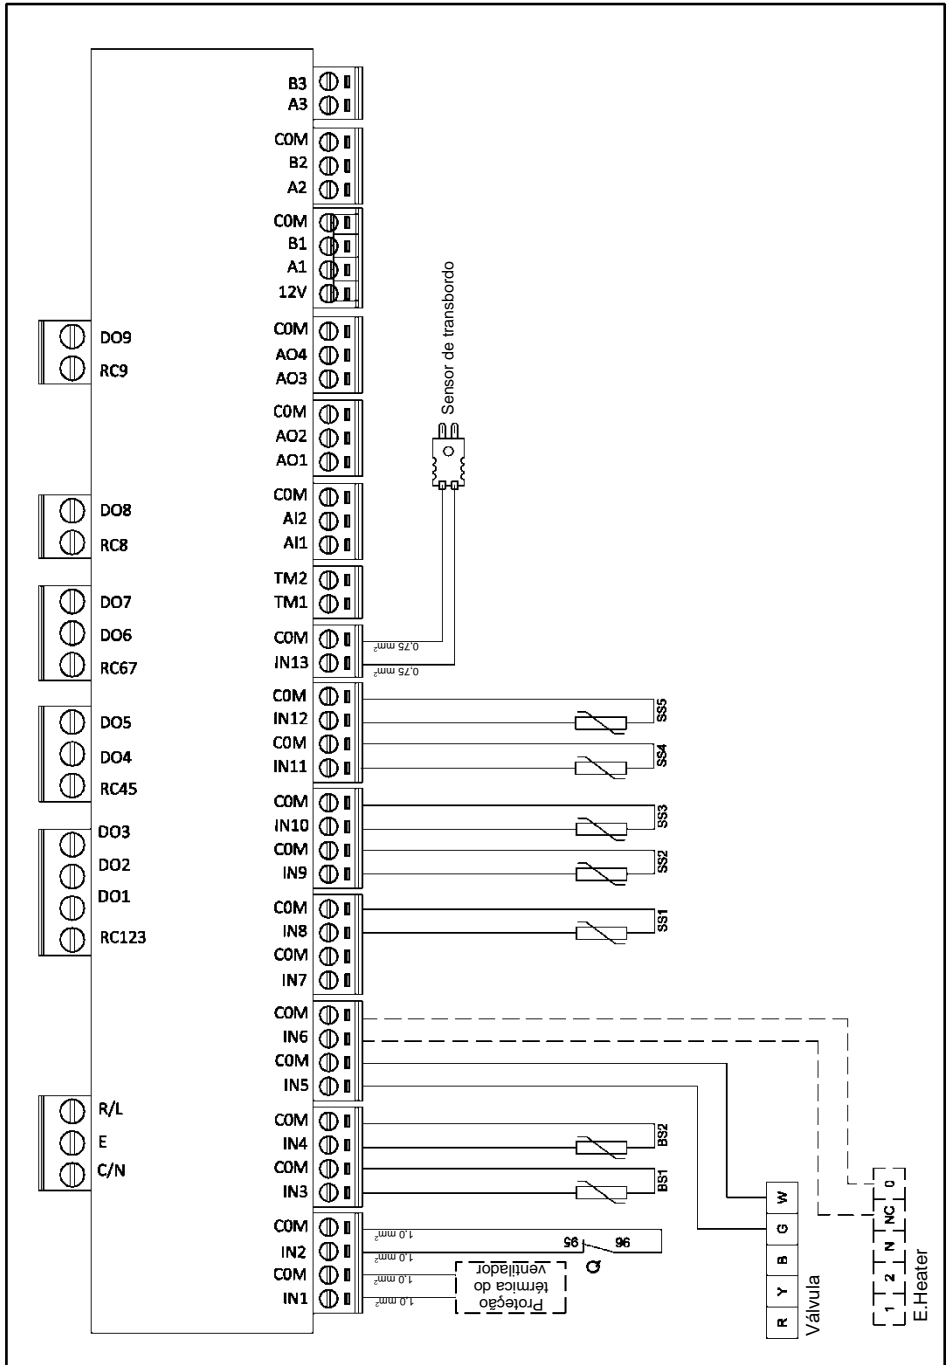 B3
A3
COM
B2
A2
COM
B1
A1
12V
COM
AO4
AO3
COM
AO2
AO1
COM
AI2
AI1
TM2
TM1
COM
IN13
COM
IN12
COM
IN11
COM
IN10
COM
IN9
COM
IN8
COM
IN7
COM
IN6
COM
IN5
COM
IN4
COM
IN3
COM
IN2
COM
IN1
DO9
RC9
DO8
RC8
DO7
DO6
RC67
DO5
DO4
RC45
DO3
DO2
DO1
RC123
R/L
E
C/N
Sensor de transbordo
0,75 mm²
0,75 mm²
SS5
SS4
SS3
SS2
SS1
BS2
BS1
1,0 mm²
1,0 mm²
1,0 mm²
1,0 mm²
95
96
Q
Proteção
térmica do
ventilador
R Y B G W
Válvula
1 2 N NC 0
E.Heater